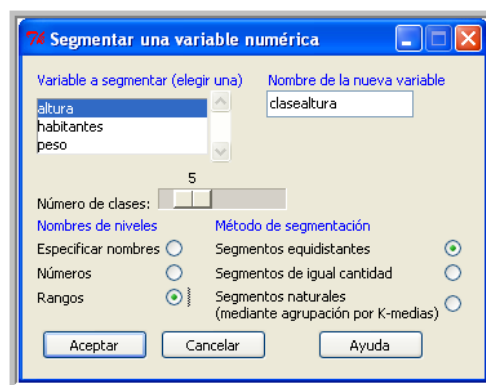 Segmentar una variable numérica
Variable a segmentar (elegir una)
Nombre de la nueva variable
altura
habitantes
peso
clasealtura
5
Número de clases:
Nombres de niveles
Método de segmentación
Especificar nombres
Segmentos equidistantes
Números
Segmentos de igual cantidad
Rangos
Segmentos naturales
(mediante agrupación por K-medias)
Aceptar
Cancelar
Ayuda